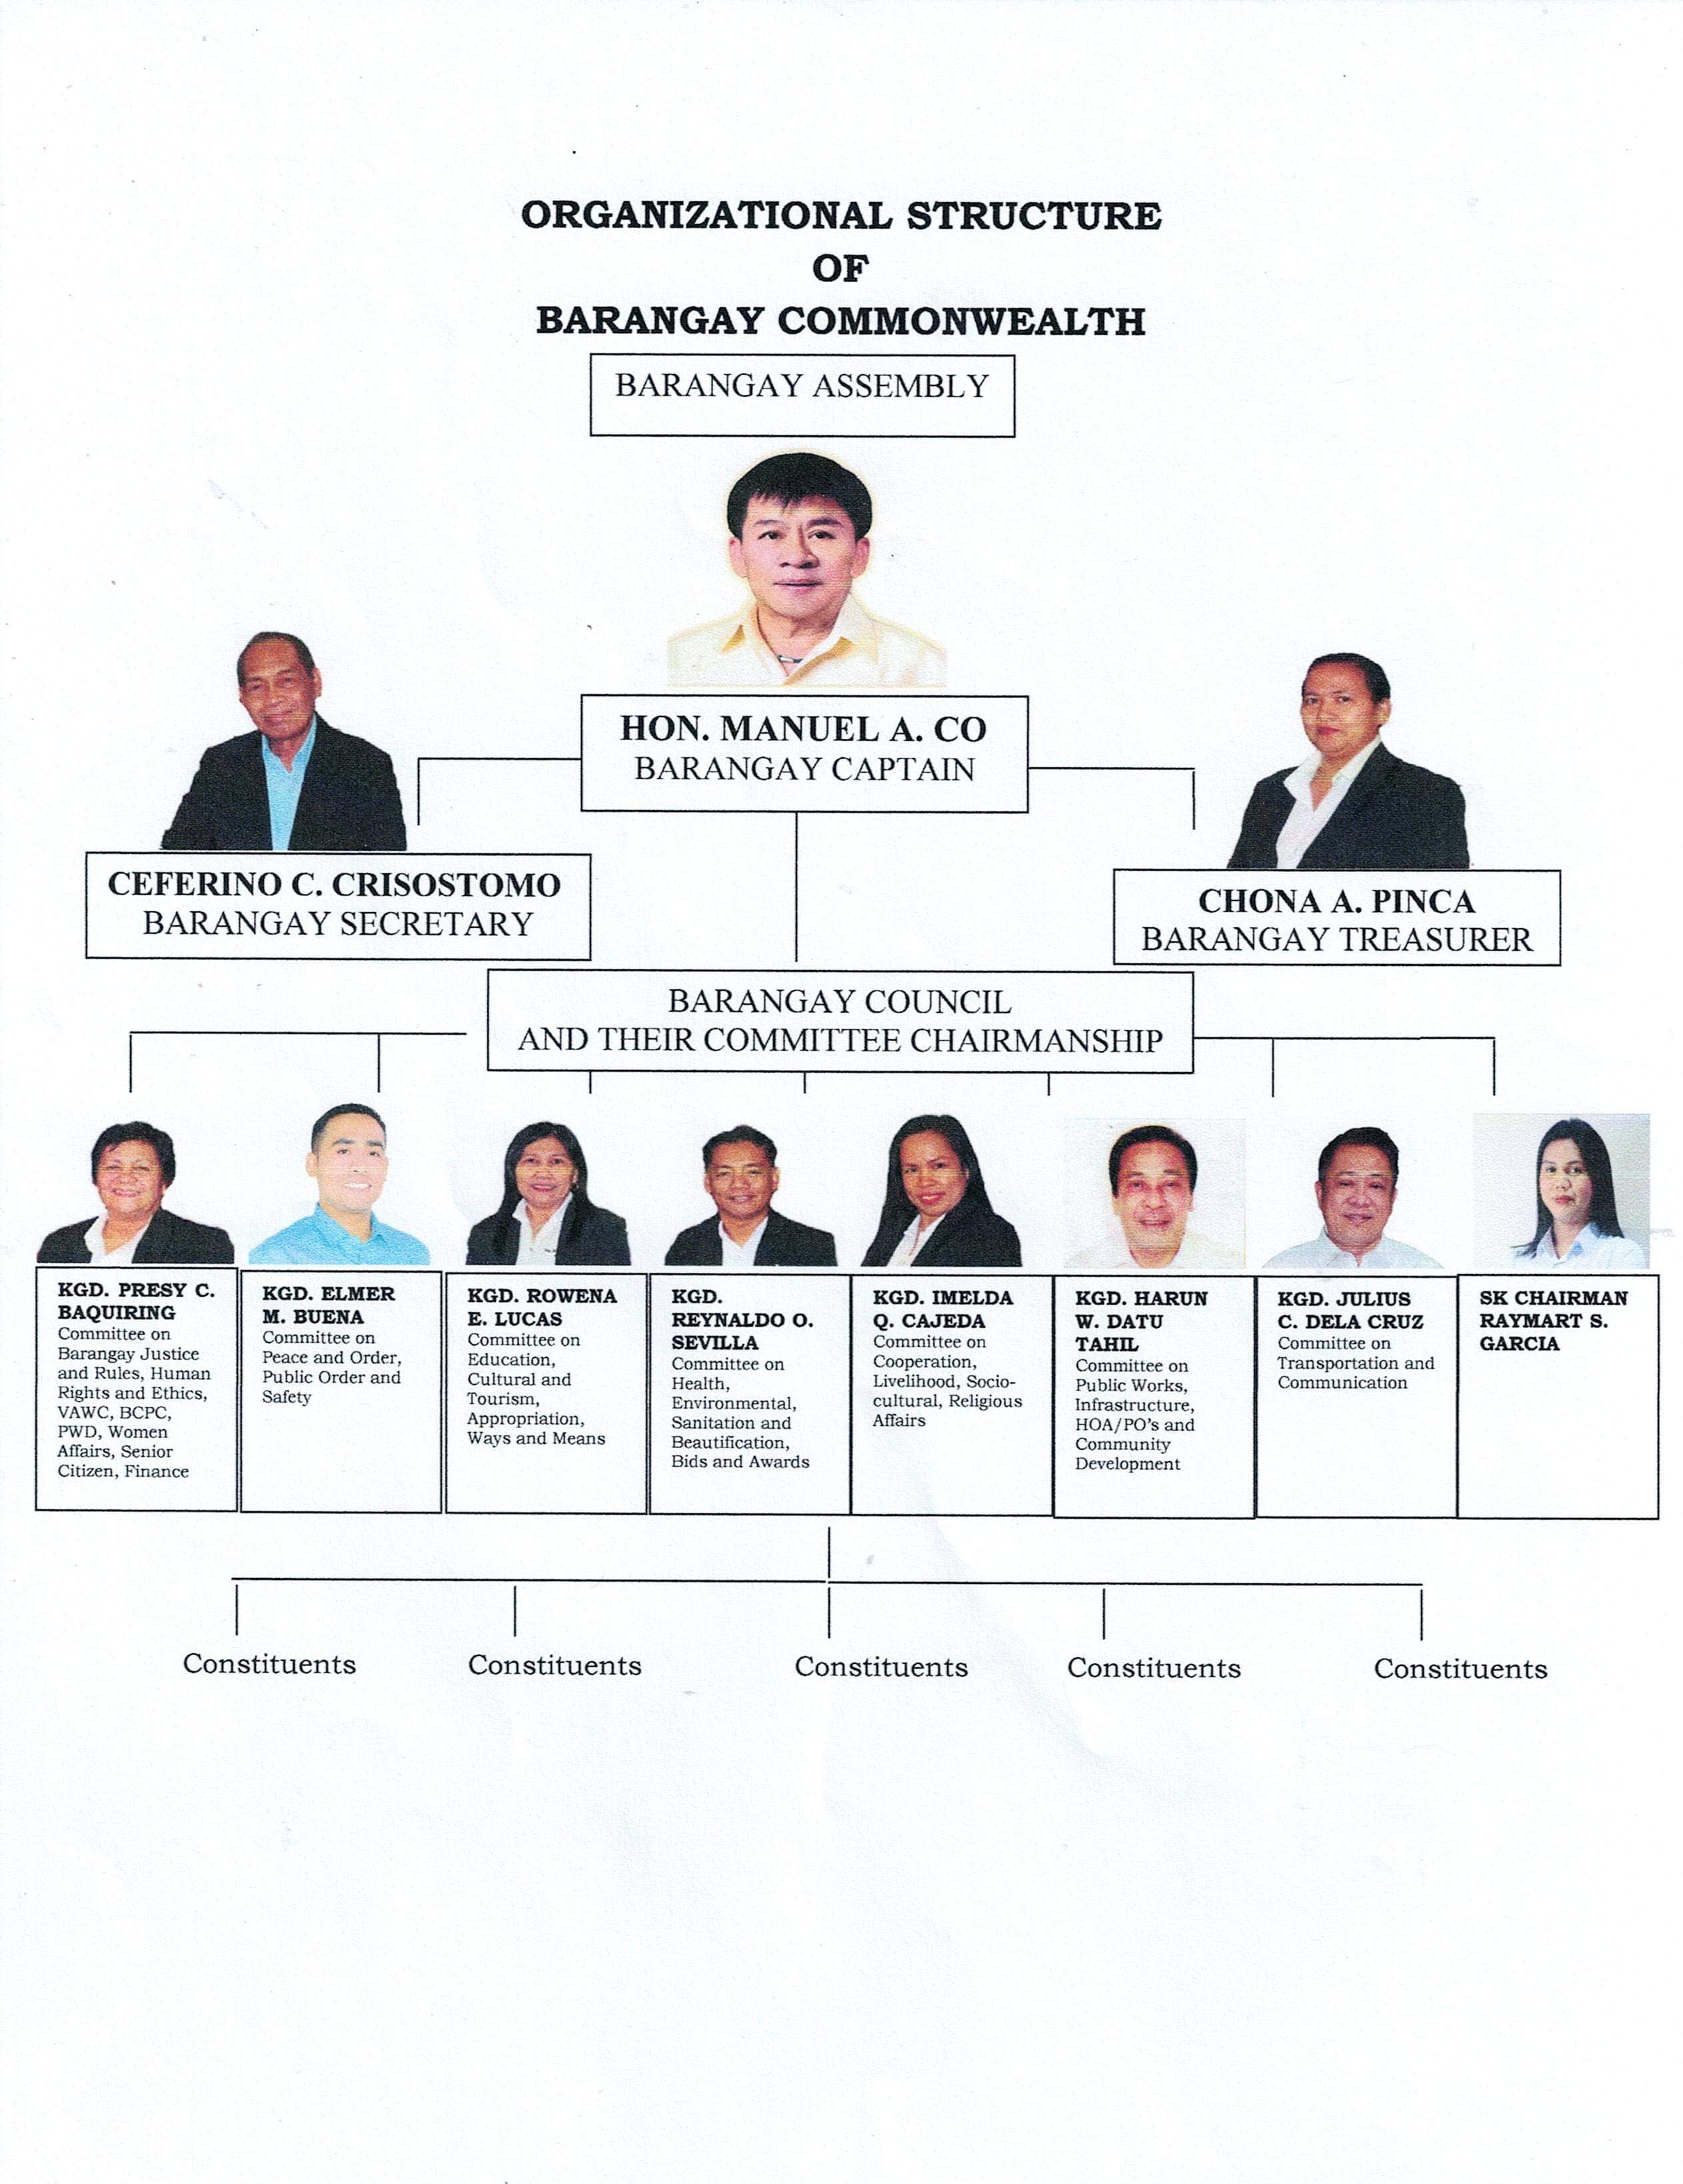 ORGANIZATIONAL STRUCTURE
OF
BARANGAY COMMONWEALTH
BARANGAY ASSEMBLY
HON. MANUEL A. CO
BARANGAY CAPTAIN
CEFERINO C. CRISOSTOMO
BARANGAY SECRETARY
CHONA A. PINCA
BARANGAY TREASURER
BARANGAY COUNCIL
AND THEIR COMMITTEE CHAIRMANSHIP
KGD. PRESY C.
BAQUIRING
Committee on
Barangay Justice
and Rules, Human
Rights and Ethics,
VAWC, BCPC,
PWD, Women
Affairs, Senior
Citizen, Finance
KGD. ELMER
M. BUENA
Committee on
Peace and Order,
Public Order and
Safety
KGD. ROWENA
E. LUCAS
Committee on
Education,
Cultural and
Tourism,
Appropriation,
Ways and Means
KGD.
REYNALDO O.
SEVILLA
Committee on
Health,
Environmental,
Sanitation and
Beautification,
Bids and Awards
KGD. IMELDA
Q. CAJEDA
Committee on
Cooperation,
Livelihood, Socio-
cultural, Religious
Affairs
KGD. HARUN
W. DATU
TAHIL
Committee on
Public Works,
Infrastructure,
HOA/PO's and
Community
Development
KGD. JULIUS
C. DELA CRUZ
Committee on
Transportation and
Communication
SK CHAIRMAN
RAYMART S.
GARCIA
Constituents
Constituents
Constituents
Constituents
Constituents